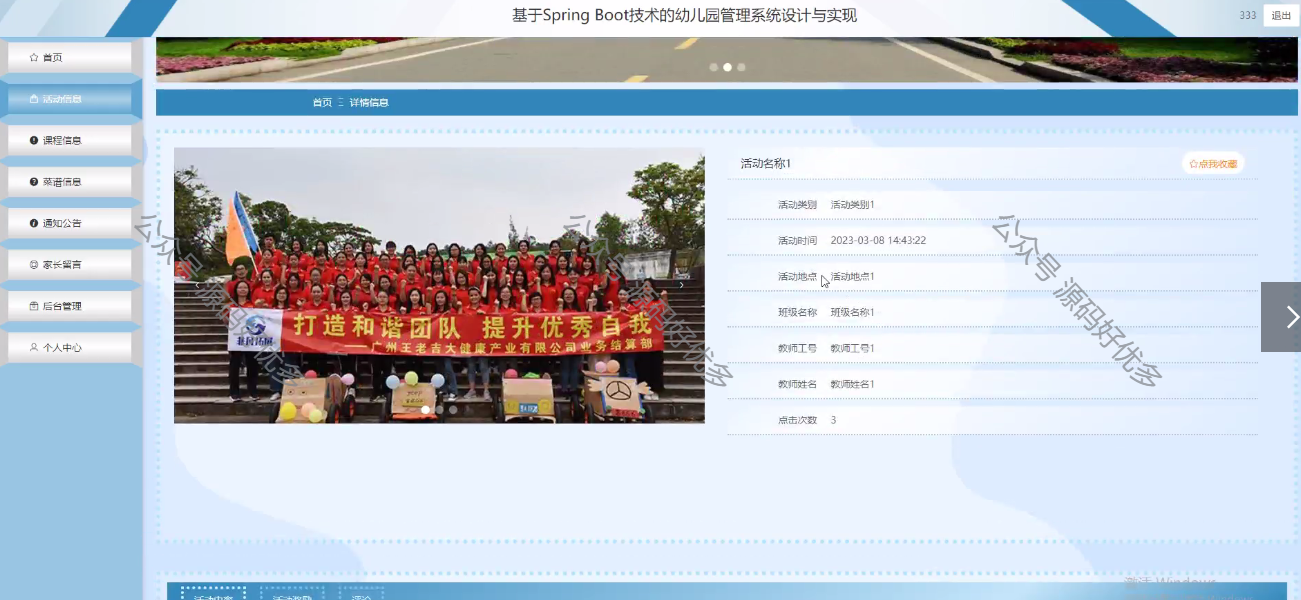 基于Spring Boot技术的幼儿园管理系统设计与实现
333 退出
首页
活动信息
课程信息
菜谱信息
通知公告
家长留言
后台管理
个人中心
首页 详情信息
打造和谐团队 提升优秀自我
——广州王老吉大健康产业有限公司业务结算部
活动名称1
点我收藏
活动类别 活动类别1
活动时间 2023-03-08 14:43:22
活动地点 活动地点1
班级名称 班级名称1
教师工号 教师工号1
教师姓名 教师姓名1
点击次数 3
公众号 源码好优多
公众号 源码好优多
公众号 源码好优多
活动内容 活动奖励 评论
激活 Windows